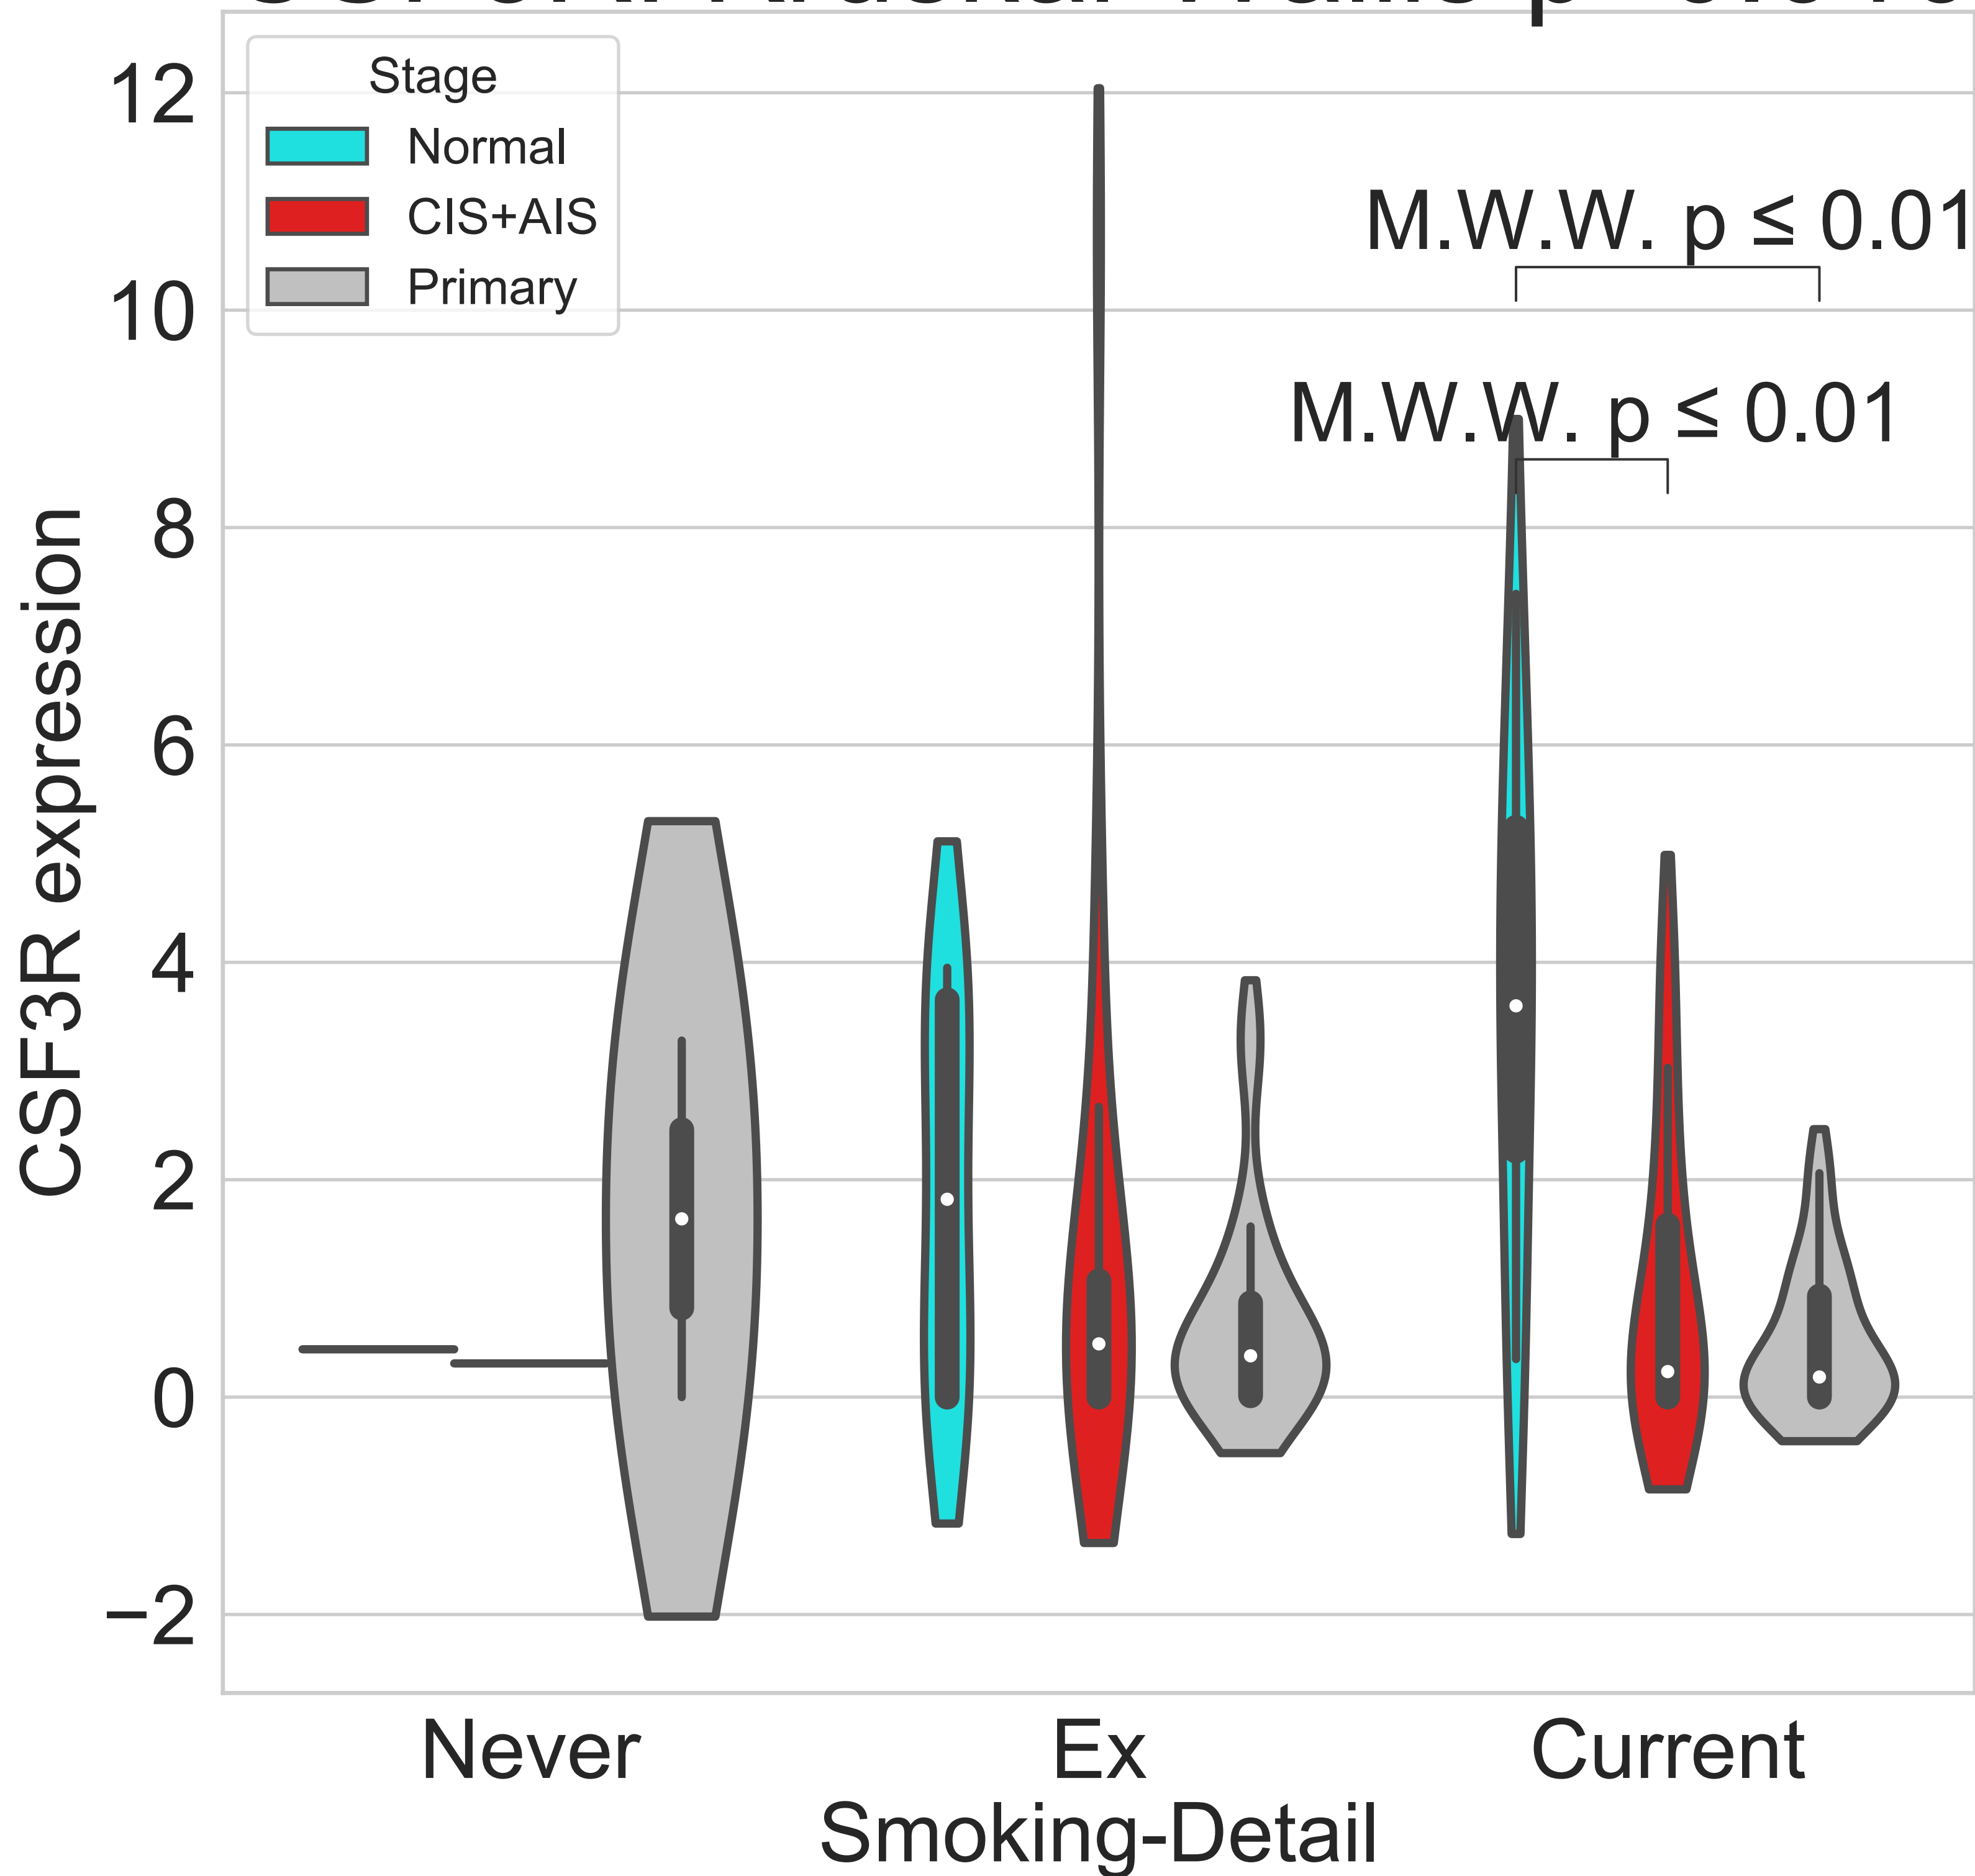 Stage
Normal
CIS+AIS
Primary
M.W.W. p ≤ 0.01
M.W.W. p ≤ 0.01
12
10
8
6
4
2
0
−2
CSF3R expression
Never
Ex
Current
Smoking-Detail